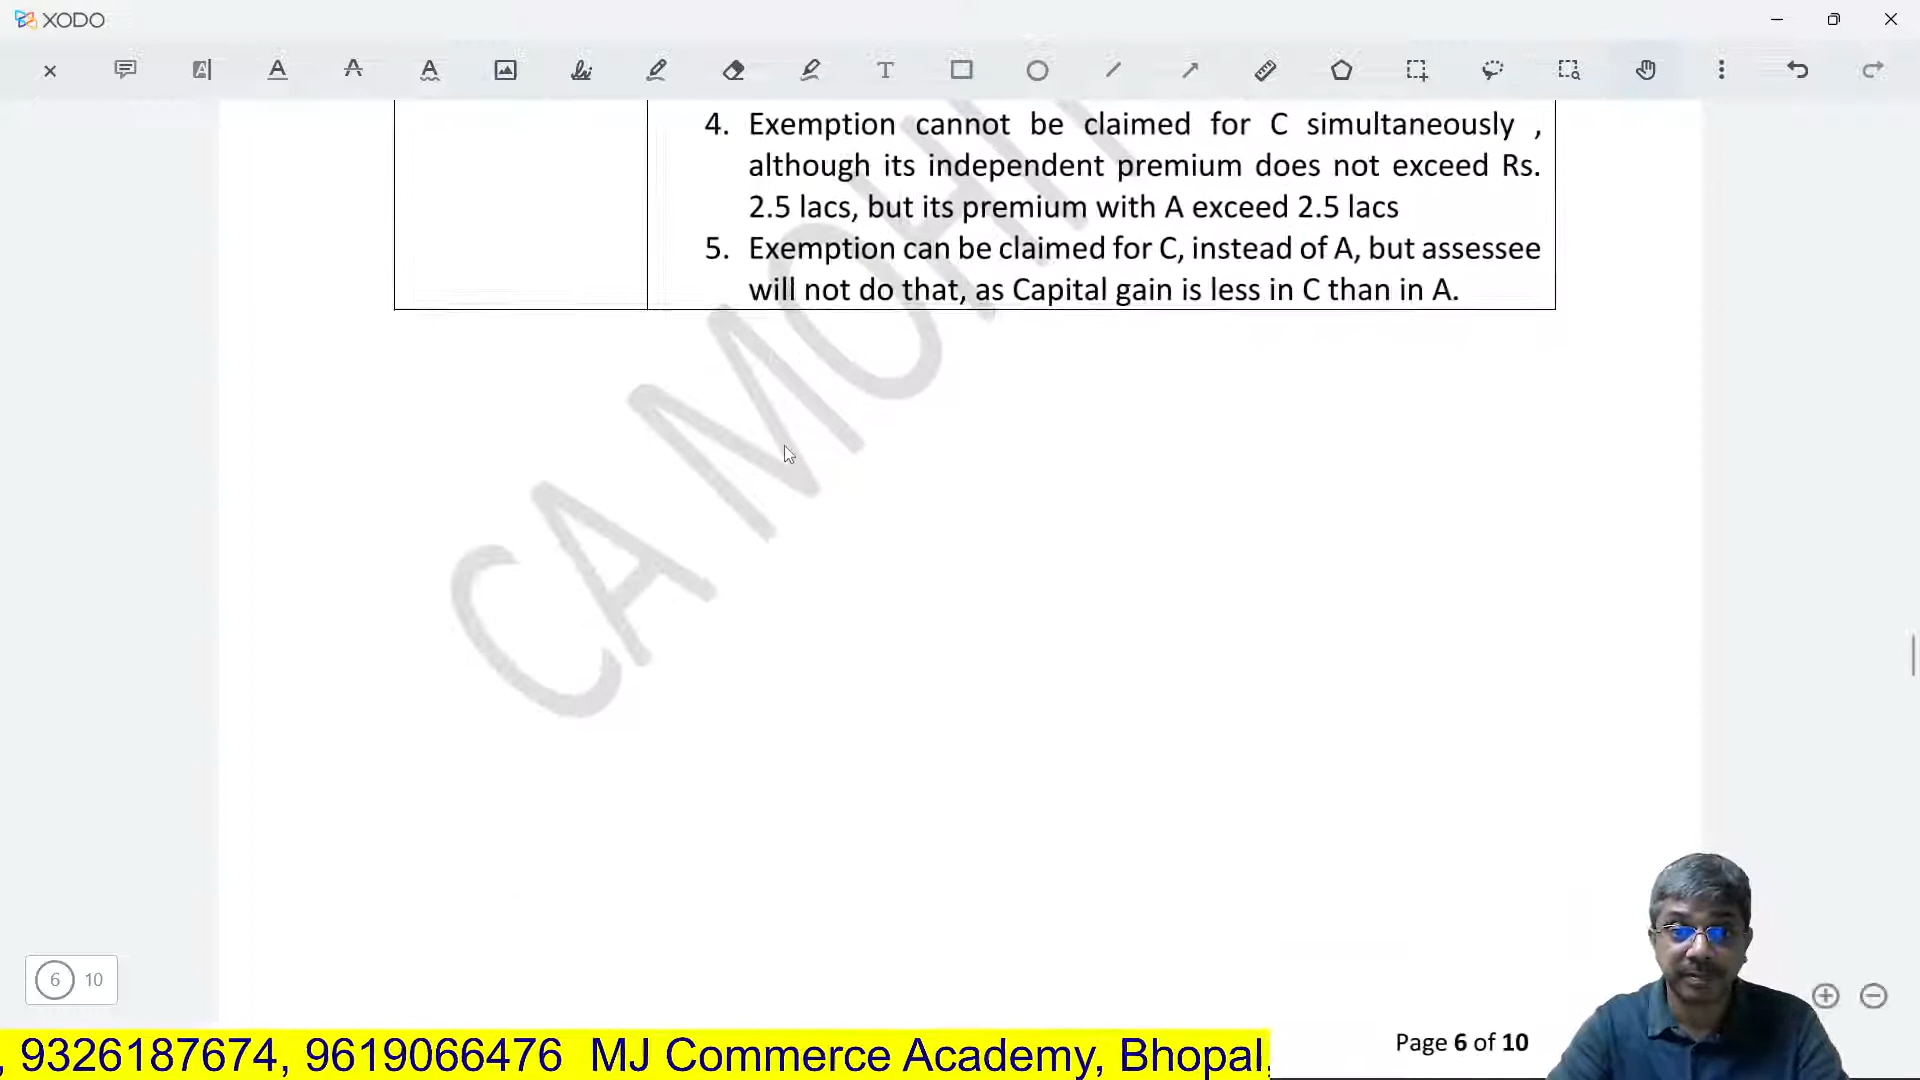 XODO
4. Exemption cannot be claimed for C simultaneously ,
although its independent premium does not exceed Rs.
2.5 lacs, but its premium with A exceed 2.5 lacs
5. Exemption can be claimed for C, instead of A, but assessee
will not do that, as Capital gain is less in C than in A.
CA MOHI
6 10
Page 6 of 10
, 9326187674, 9619066476 MJ Commerce Academy, Bhopal,